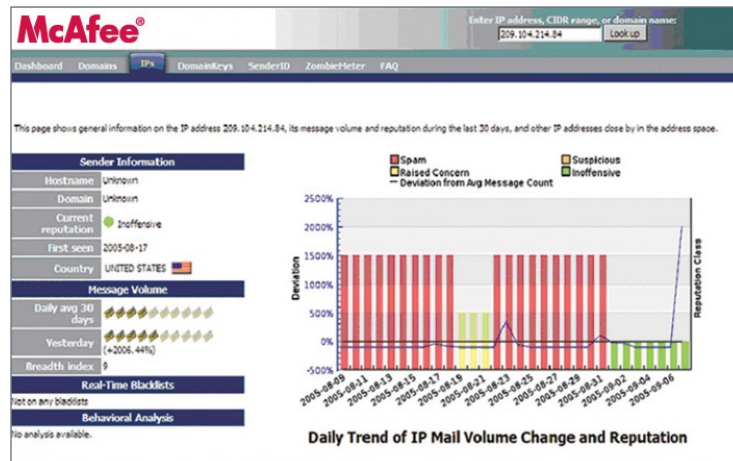 McAfee®
Enter IP address, CIDR range, or domain name:
209.104.214.84 Look up
Dashboard Domains IPs DomainKeys SenderID ZombieMeter FAQ
This page shows general information on the IP address 209.104.214.84, its message volume and reputation during the last 30 days, and other IP addresses close by in the address space.
Sender Information
Hostname Unknown
Domain Unknown
Current reputation Inoffensive
First seen 2005-08-17
Country UNITED STATES
Message Volume
Daily avg 30 days
Yesterday (+2006.44%)
Breadth index 9
Real-Time Blacklists
Not on any blacklists
Behavioral Analysis
No analysis available.
Spam Suspicious
Raised Concern Inoffensive
Deviation from Avg Message Count
2500%
2000%
1500%
1000%
500%
0%
-500%
Deviation
Reputation Class
2005-08-09
2005-08-11
2005-08-13
2005-08-15
2005-08-17
2005-08-19
2005-08-21
2005-08-23
2005-08-25
2005-08-27
2005-08-29
2005-08-31
2005-09-02
2005-09-04
2005-09-06
Daily Trend of IP Mail Volume Change and Reputation